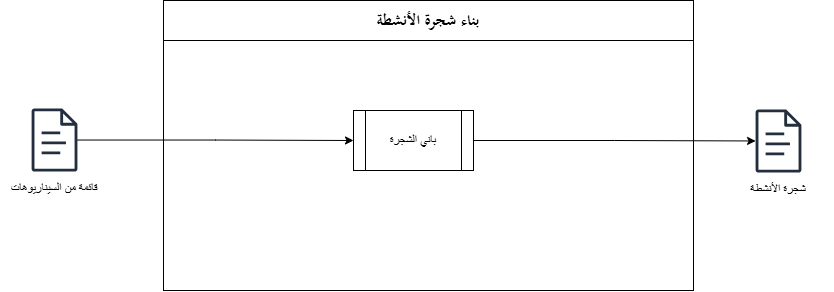 بناء شجرة الأنشطة
قائمة من السيناريوهات
باني الشجرة
شجرة الأنشطة